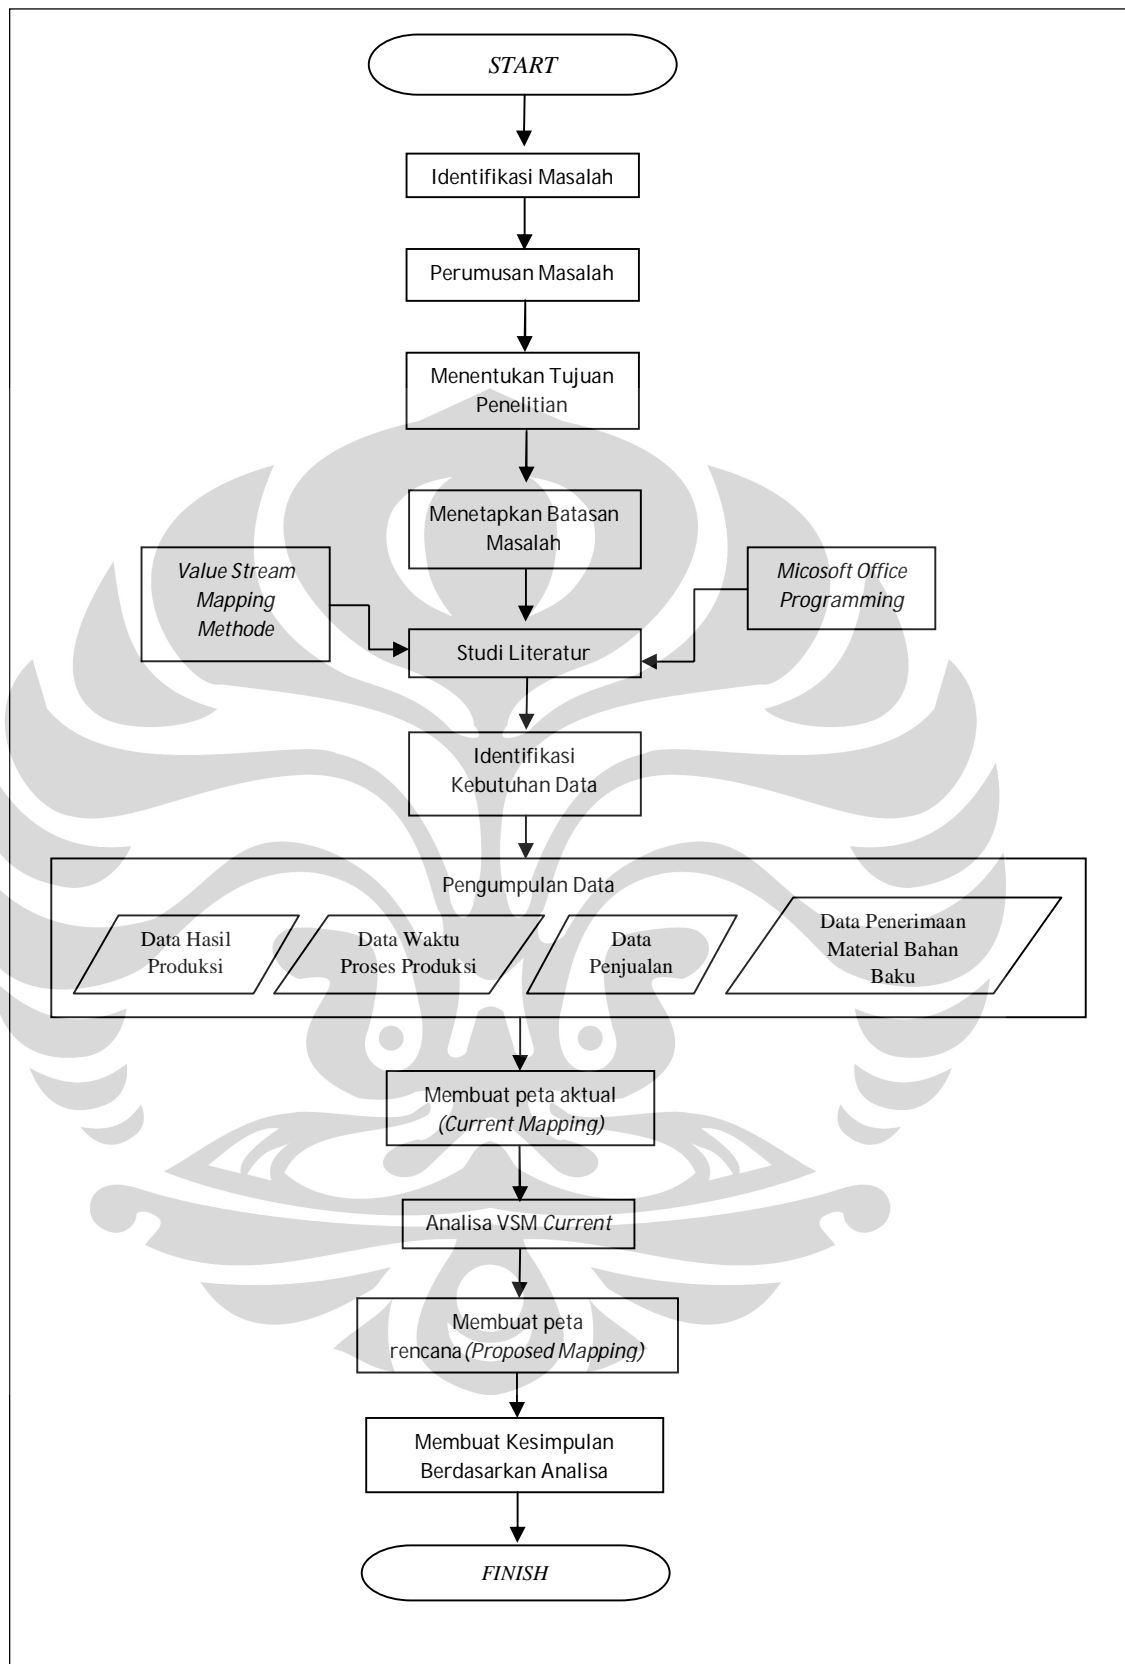 START
Identifikasi Masalah
Perumusan Masalah
Menentukan Tujuan
Penelitian
Menetapkan Batasan
Masalah
Value Stream
Mapping
Methode
Micosoft Office
Programming
Studi Literatur
Identifikasi
Kebutuhan Data
Pengumpulan Data
Data Hasil
Produksi
Data Waktu
Proses Produksi
Data
Penjualan
Data Penerimaan
Material Bahan
Baku
Membuat peta aktual
(Current Mapping)
Analisa VSM Current
Membuat peta
rencana (Proposed Mapping)
Membuat Kesimpulan
Berdasarkan Analisa
FINISH